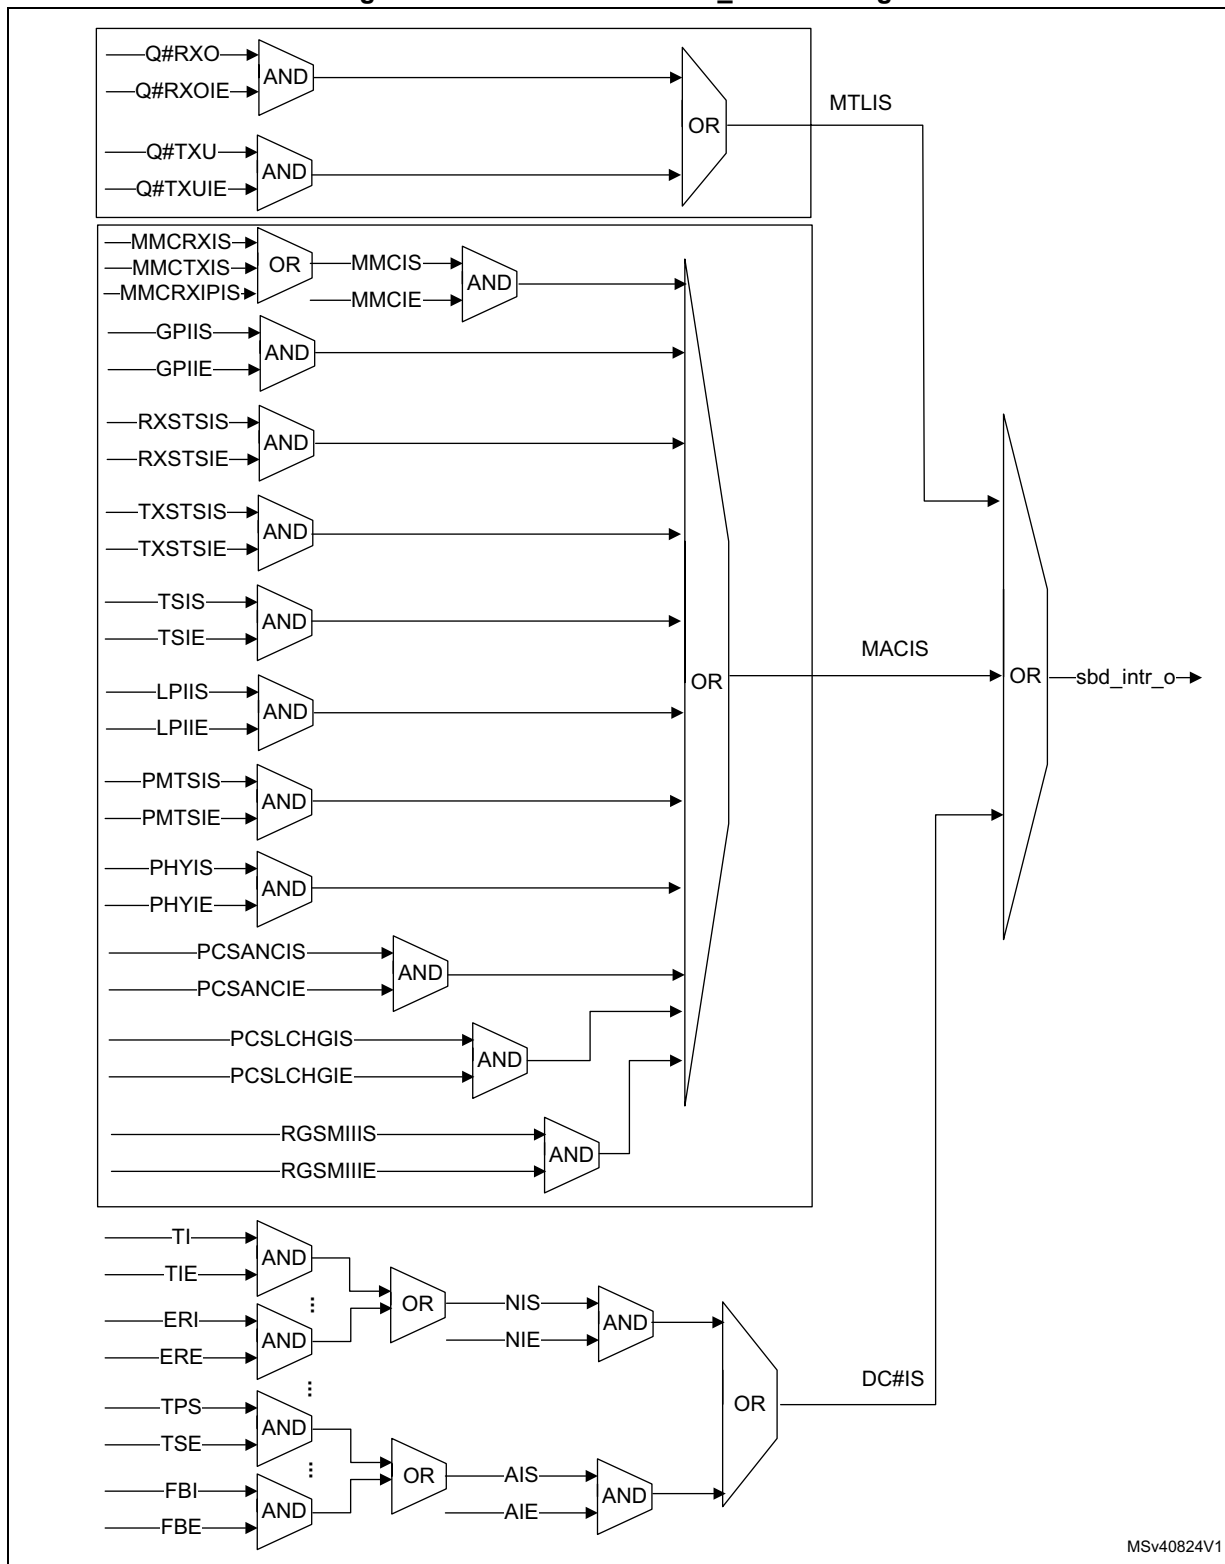 Q#RXO
AND
Q#RXOIE
MTLIS
OR
Q#TXU
AND
Q#TXUIE
MMCRXIS
MMCTXIS
OR
MMCIS
AND
MMCRXIPIS
MMCIE
GPIIS
AND
GPIIE
RXSTSIS
AND
RXSTSIE
TXSTSIS
AND
TXSTSIE
TSIS
AND
TSIE
MACIS
OR
OR
sbd_intr_o
LPIIS
AND
LPIIE
PMTSIS
AND
PMTSIE
PHYIS
AND
PHYIE
PCSANCIS
AND
PCSANCIE
PCSLCHGIS
AND
PCSLCHGIE
RGSMIIIS
AND
RGSMIIIE
TI
AND
TIE
...
OR
NIS
AND
NIE
ERI
AND
ERE
...
DC#IS
OR
TPS
AND
TSE
...
OR
AIS
AND
AIE
FBI
AND
FBE
MSv40824V1